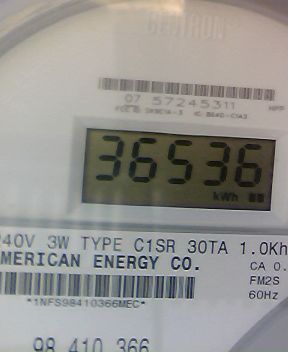 CENTRON
07 57245311
36536
kWh
240V 3W TYPE C1SR 30TA 1.0Kh
AMERICAN ENERGY CO.
CA 0.
FM2S
60Hz
*1NFS98410366MEC*
98 410 366